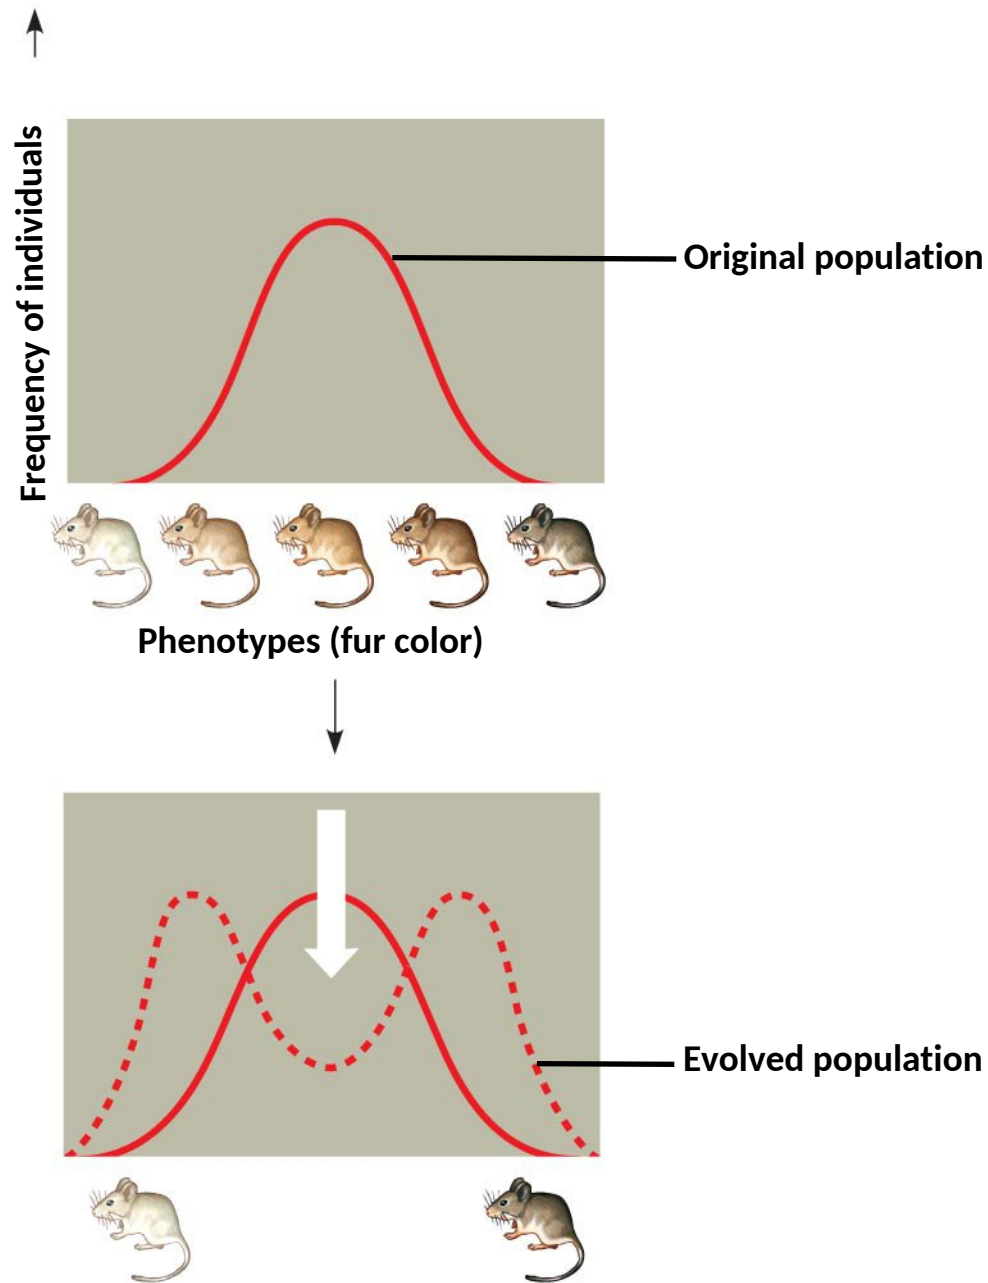 Frequency of individuals
Original population
Phenotypes (fur color)
Evolved population